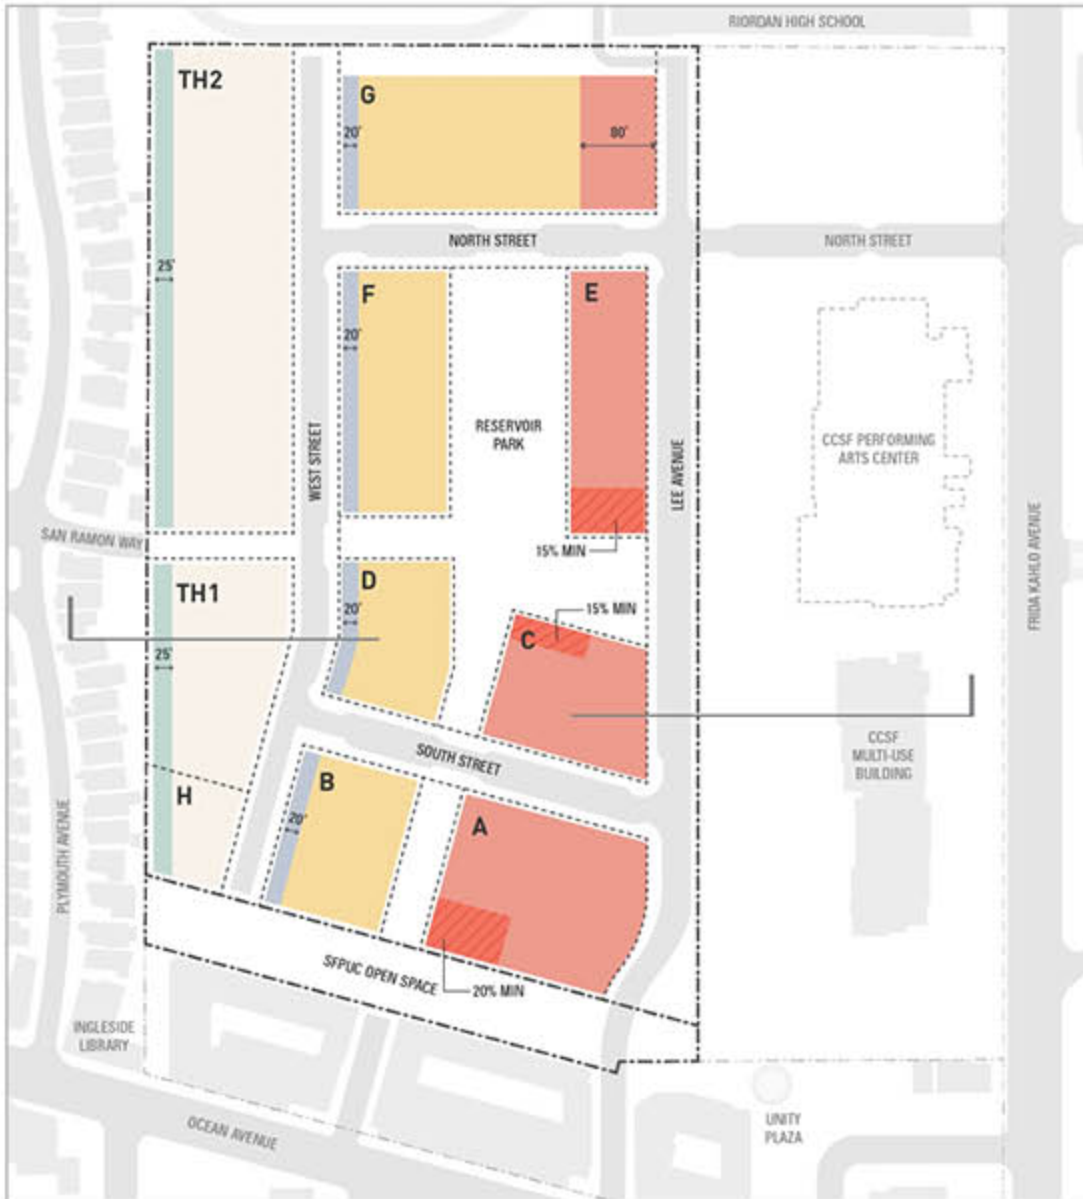 RIORDAN HIGH SCHOOL
TH2
G
20'
80'
NORTH STREET
NORTH STREET
25'
F
E
20'
RESERVOIR
PARK
WEST STREET
LEE AVENUE
CCSF PERFORMING
ARTS CENTER
FRIDA KAHLO AVENUE
SAN RAMON WAY
15% MIN
D
TH1
20'
15% MIN
C
25'
SOUTH STREET
CCSF
MULTI-USE
BUILDING
B
H
20'
A
PLYMOUTH AVENUE
SFPUC OPEN SPACE
20% MIN
INGLESIDE
LIBRARY
OCEAN AVENUE
UNITY
PLAZA